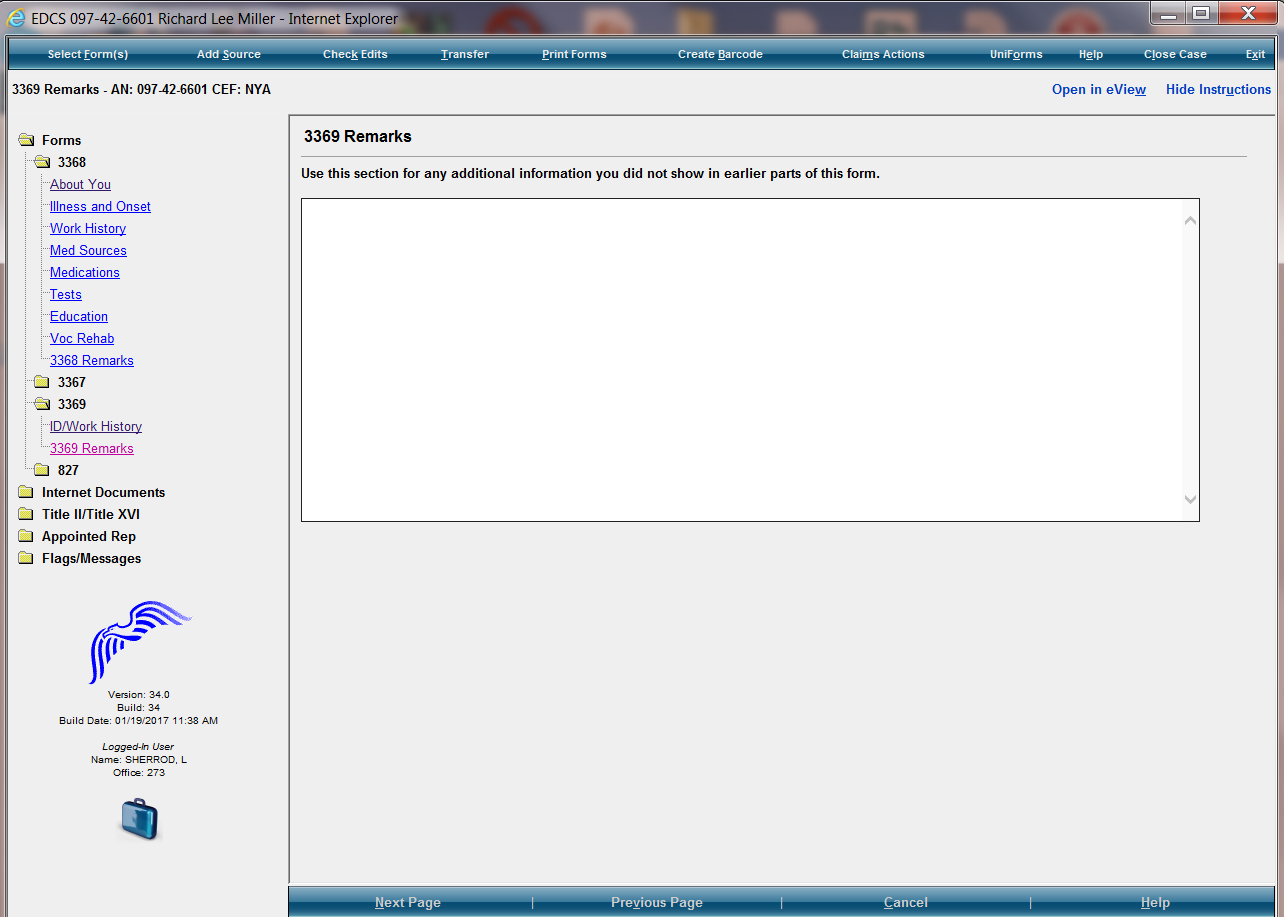 EDCS 097-42-6601 Richard Lee Miller - Internet Explorer
Select Form(s) Add Source Check Edits Transfer Print Forms Create Barcode Claims Actions UniForms Help Close Case Exit
3369 Remarks - AN: 097-42-6601 CEF: NYA
Open in eView Hide Instructions
Forms
3368
About You
Illness and Onset
Work History
Med Sources
Medications
Tests
Education
Voc Rehab
3368 Remarks
3367
3369
ID/Work History
3369 Remarks
827
Internet Documents
Title II/Title XVI
Appointed Rep
Flags/Messages
Version: 34.0
Build: 34
Build Date: 01/19/2017 11:38 AM
Logged-In User
Name: SHERROD, L
Office: 273
3369 Remarks
Use this section for any additional information you did not show in earlier parts of this form.
Next Page | Previous Page | Cancel | Help